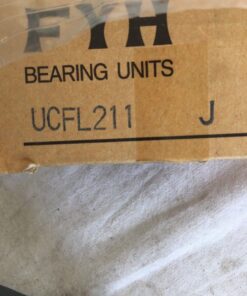 FYH
BEARING UNITS
UCFL211 J